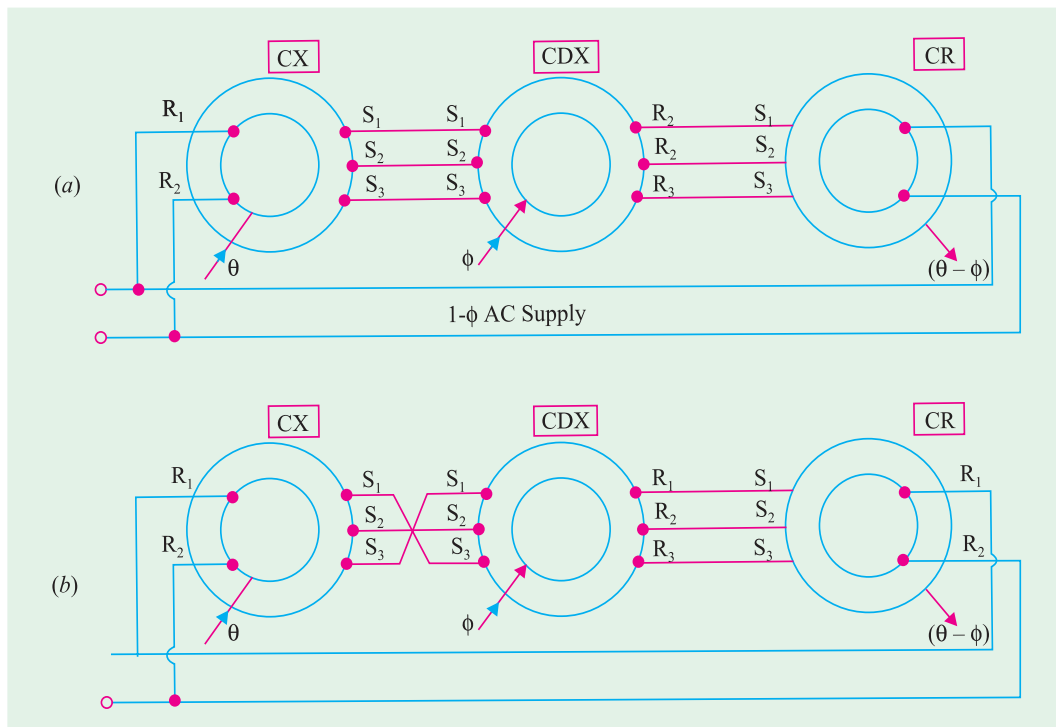 CX CDX CR
R₁ S₁ S₁ R₂ S₁
S₂ S₂ R₂ S₂
R₂ S₃ S₃ R₃ S₃
(a)
θ ϕ (θ – ϕ)
1-ϕ AC Supply
CX CDX CR
R₁ S₁ S₁ R₁ S₁ R₁
S₂ S₂ R₂ S₂
R₂ S₃ S₃ R₃ S₃ R₂
(b)
θ ϕ (θ – ϕ)